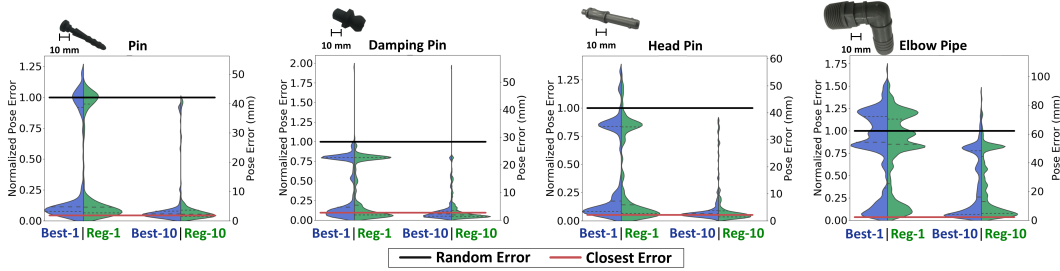 10 mm
Pin
Normalized Pose Error
1.25
1.00
0.75
0.50
0.25
0.00
50
40
30
20
10
0
Best-1|Reg-1
Best-10|Reg-10
10 mm
Damping Pin
Normalized Pose Error
2.00
1.75
1.50
1.25
1.00
0.75
0.50
0.25
0.00
50
40
30
20
10
0
Pose Error (mm)
Best-1|Reg-1
Best-10|Reg-10
10 mm
Head Pin
Normalized Pose Error
1.25
1.00
0.75
0.50
0.25
0.00
60
50
40
30
20
10
0
Pose Error (mm)
Best-1|Reg-1
Best-10|Reg-10
10 mm
Elbow Pipe
Normalized Pose Error
1.75
1.50
1.25
1.00
0.75
0.50
0.25
0.00
100
80
60
40
20
0
Pose Error (mm)
Best-1|Reg-1
Best-10|Reg-10
Pose Error (mm)
Random Error
Closest Error